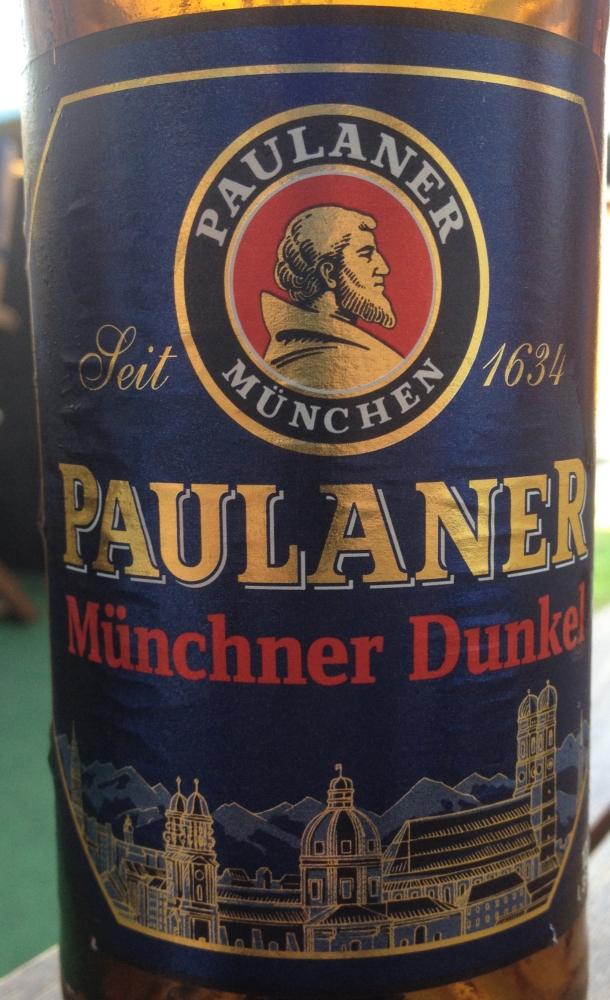 PAULANER
MÜNCHEN
Seit 1634
PAULANER
Münchner Dunkel